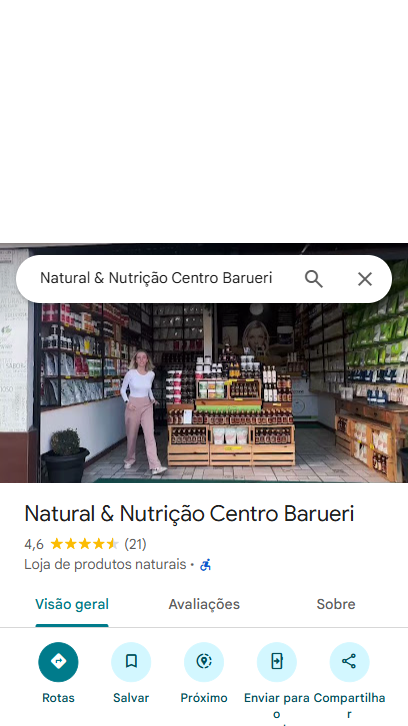 Natural & Nutrição Centro Barueri
Natural & Nutrição Centro Barueri
4,6 (21)
Loja de produtos naturais ·
Visão geral Avaliações Sobre
Rotas Salvar Próximo Enviar para o Compartilhar